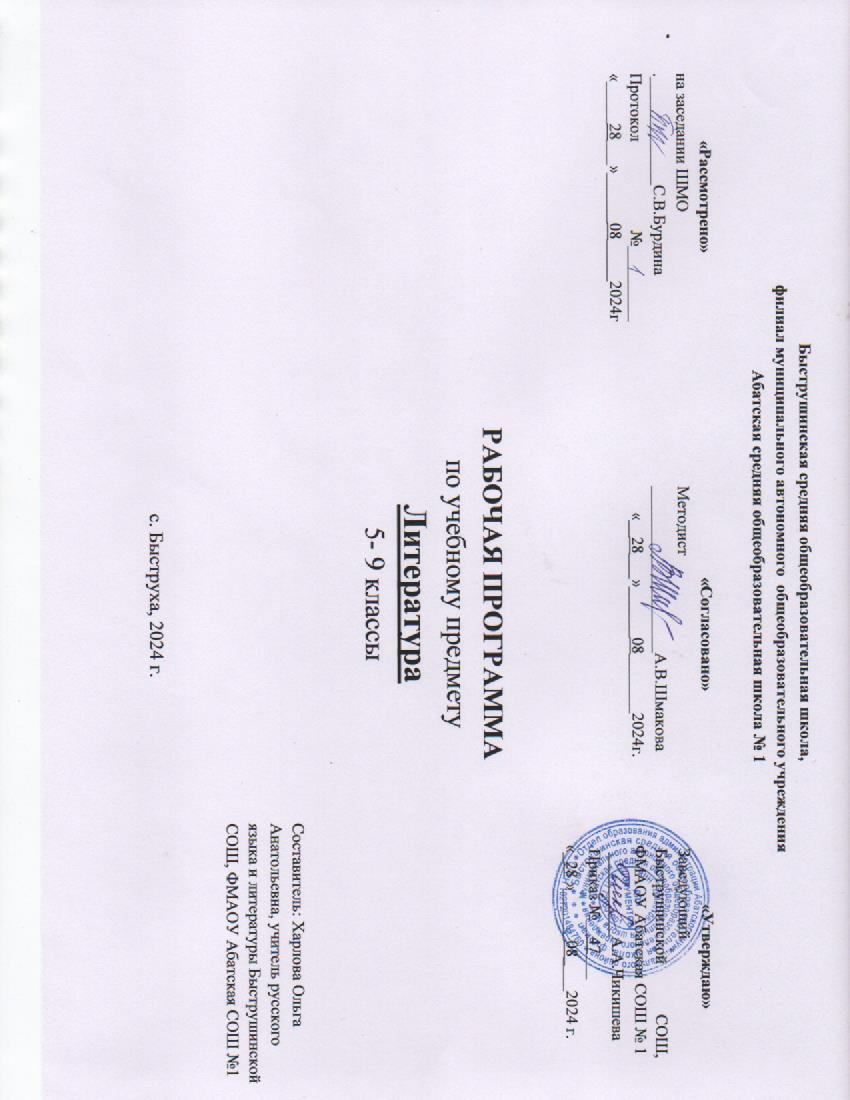 Быструшинская средняя общеобразовательная школа,
филиал муниципального автономного общеобразовательного учреждения
Абатская средняя общеобразовательная школа № 1
«Рассмотрено»
на заседании ШМО
С.В.Бурдина
Протокол № 1
« 28 » 08 2024г
«Согласовано»
Методист
А.В.Шмакова
« 28 » 08 2024г.
«Утверждаю»
Заведующий
Быструшинской СОШ,
ФМАОУ Абатская СОШ № 1
А.А.Чикишева
Приказ № 47
« 28 » 08 2024 г.
РАБОЧАЯ ПРОГРАММА
по учебному предмету
Литература
5- 9 классы
Составитель: Харлова Ольга
Анатольевна, учитель русского
языка и литературы Быструшинской
СОШ, ФМАОУ Абатская СОШ №1
с. Быструха, 2024 г.